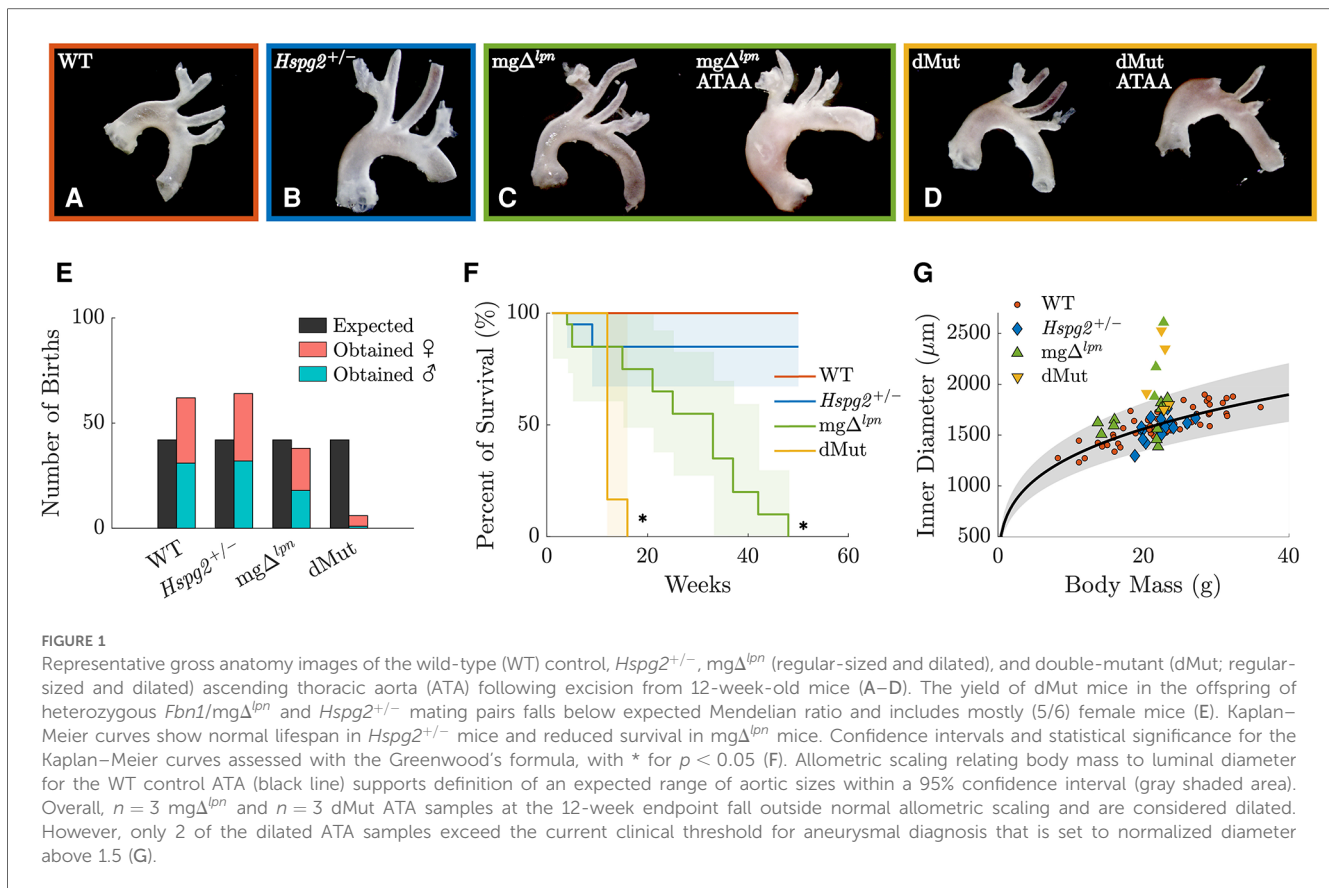 WT
Hspg2+/−
mgΔlpn
mgΔlpn
ATAA
dMut
dMut
ATAA
A
B
C
D
E
Number of Births
100
50
0
Expected
Obtained ♀
Obtained ♂
WT
Hspg2+/−
mgΔlpn
dMut
F
Percent of Survival (%)
100
50
0
WT
Hspg2+/−
mgΔlpn
dMut
*
*
0
20
40
60
Weeks
G
WT
Hspg2+/−
mgΔlpn
dMut
Inner Diameter (μm)
2500
2000
1500
1000
500
0
20
40
Body Mass (g)
FIGURE 1
Representative gross anatomy images of the wild-type (WT) control, Hspg2+/−, mgΔlpn (regular-sized and dilated), and double-mutant (dMut; regular-
sized and dilated) ascending thoracic aorta (ATA) following excision from 12-week-old mice (A–D). The yield of dMut mice in the offspring of
heterozygous Fbn1/mgΔlpn and Hspg2+/− mating pairs falls below expected Mendelian ratio and includes mostly (5/6) female mice (E). Kaplan–
Meier curves show normal lifespan in Hspg2+/− mice and reduced survival in mgΔlpn mice. Confidence intervals and statistical significance for the
Kaplan–Meier curves assessed with the Greenwood's formula, with * for p < 0.05 (F). Allometric scaling relating body mass to luminal diameter
for the WT control ATA (black line) supports definition of an expected range of aortic sizes within a 95% confidence interval (gray shaded area).
Overall, n = 3 mgΔlpn and n = 3 dMut ATA samples at the 12-week endpoint fall outside normal allometric scaling and are considered dilated.
However, only 2 of the dilated ATA samples exceed the current clinical threshold for aneurysmal diagnosis that is set to normalized diameter
above 1.5 (G).